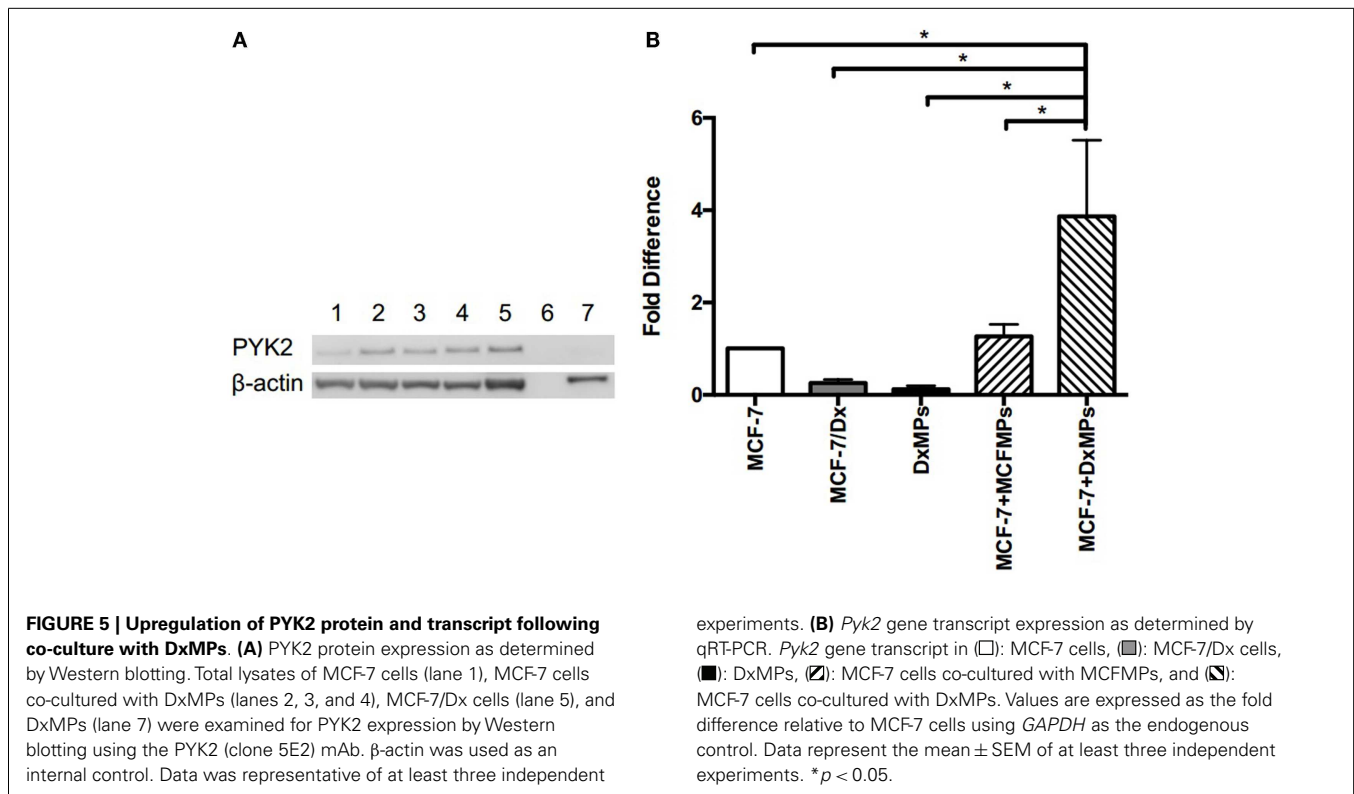 A
1 2 3 4 5 6 7
PYK2
β-actin
B
*
*
*
*
6
4
2
0
Fold Difference
MCF-7
MCF-7/Dx
DxMPs
MCF-7+MCFMPs
MCF-7+DxMPs
FIGURE 5 | Upregulation of PYK2 protein and transcript following
co-culture with DxMPs. (A) PYK2 protein expression as determined
by Western blotting. Total lysates of MCF-7 cells (lane 1), MCF-7 cells
co-cultured with DxMPs (lanes 2, 3, and 4), MCF-7/Dx cells (lane 5), and
DxMPs (lane 7) were examined for PYK2 expression by Western
blotting using the PYK2 (clone 5E2) mAb. β-actin was used as an
internal control. Data was representative of at least three independent
experiments. (B) Pyk2 gene transcript expression as determined by
qRT-PCR. Pyk2 gene transcript in (□): MCF-7 cells, (▩): MCF-7/Dx cells,
(■): DxMPs, (▨): MCF-7 cells co-cultured with MCFMPs, and (▧):
MCF-7 cells co-cultured with DxMPs. Values are expressed as the fold
difference relative to MCF-7 cells using GAPDH as the endogenous
control. Data represent the mean ± SEM of at least three independent
experiments. *p < 0.05.